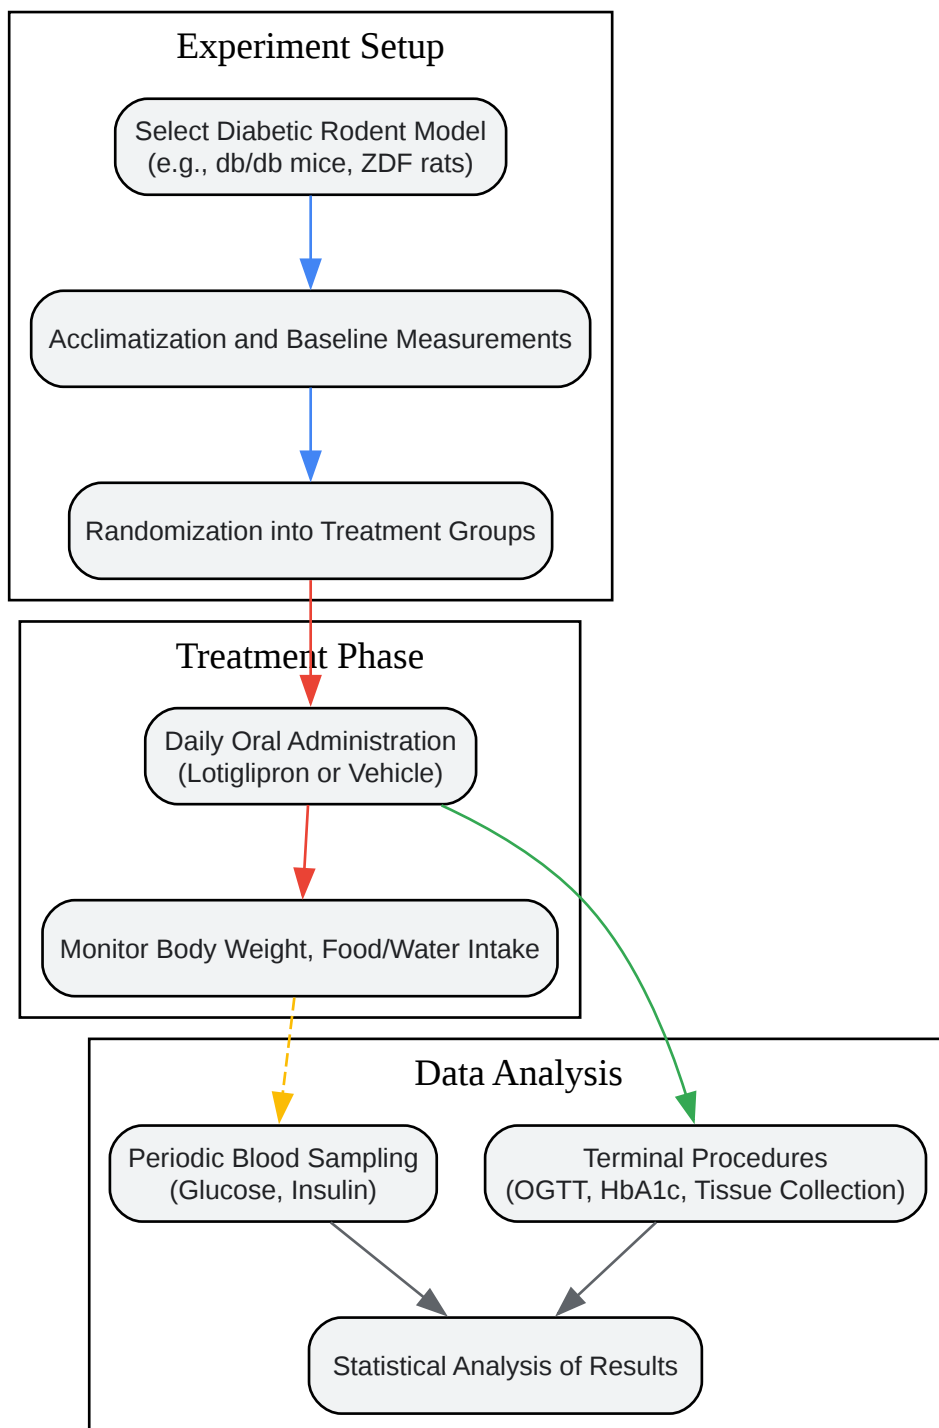 Experiment Setup
Select Diabetic Rodent Model
(e.g., db/db mice, ZDF rats)
Acclimatization and Baseline Measurements
Randomization into Treatment Groups
Treatment Phase
Daily Oral Administration
(Lotiglipron or Vehicle)
Monitor Body Weight, Food/Water Intake
Data Analysis
Periodic Blood Sampling
(Glucose, Insulin)
Terminal Procedures
(OGTT, HbA1c, Tissue Collection)
Statistical Analysis of Results